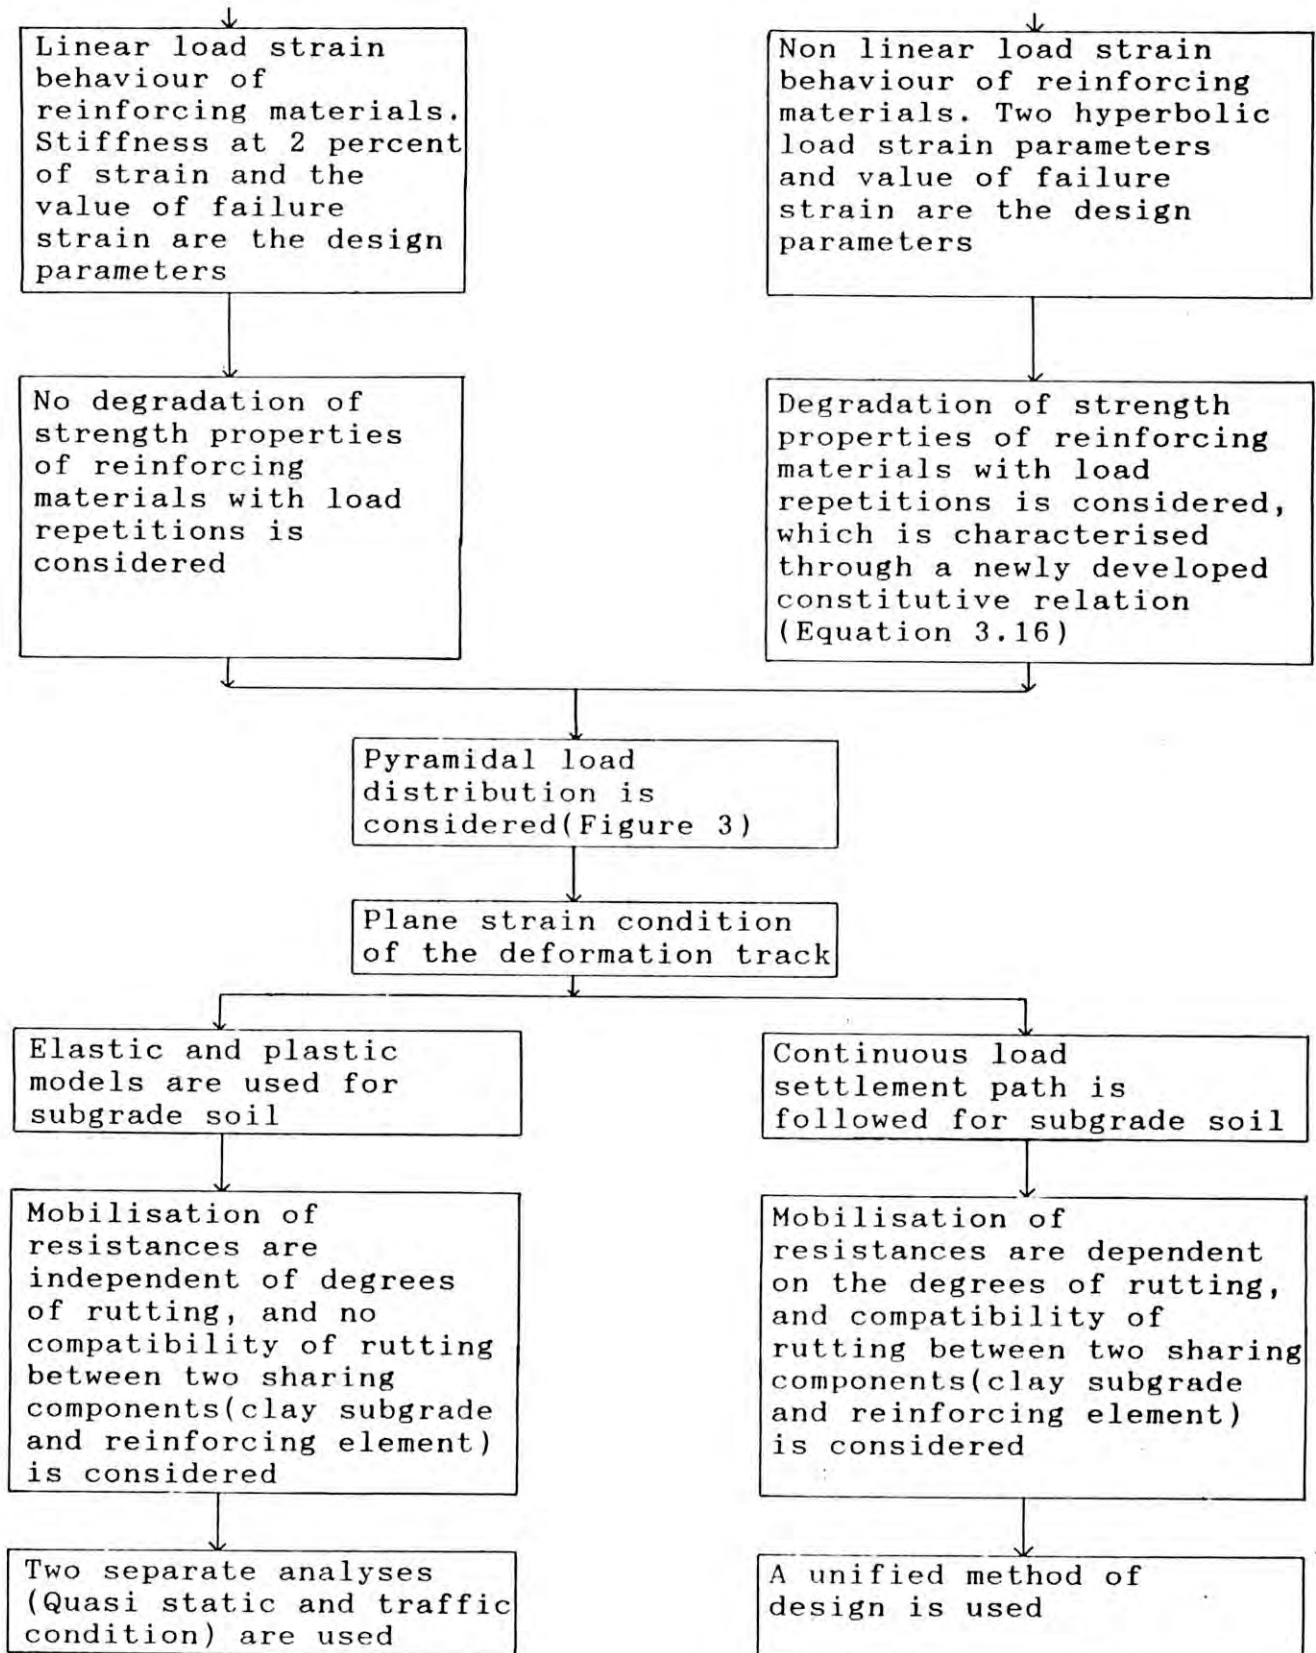 Linear load strain
behaviour of
reinforcing materials.
Stiffness at 2 percent
of strain and the
value of failure
strain are the design
parameters
Non linear load strain
behaviour of reinforcing
materials. Two hyperbolic
load strain parameters
and value of failure
strain are the design
parameters
No degradation of
strength properties
of reinforcing
materials with load
repetitions is
considered
Degradation of strength
properties of reinforcing
materials with load
repetitions is considered,
which is characterised
through a newly developed
constitutive relation
(Equation 3.16)
Pyramidal load
distribution is
considered(Figure 3)
Plane strain condition
of the deformation track
Elastic and plastic
models are used for
subgrade soil
Continuous load
settlement path is
followed for subgrade soil
Mobilisation of
resistances are
independent of degrees
of rutting, and no
compatibility of rutting
between two sharing
components(clay subgrade
and reinforcing element)
is considered
Mobilisation of
resistances are dependent
on the degrees of rutting,
and compatibility of
rutting between two sharing
components(clay subgrade
and reinforcing element)
is considered
Two separate analyses
(Quasi static and traffic
condition) are used
A unified method of
design is used